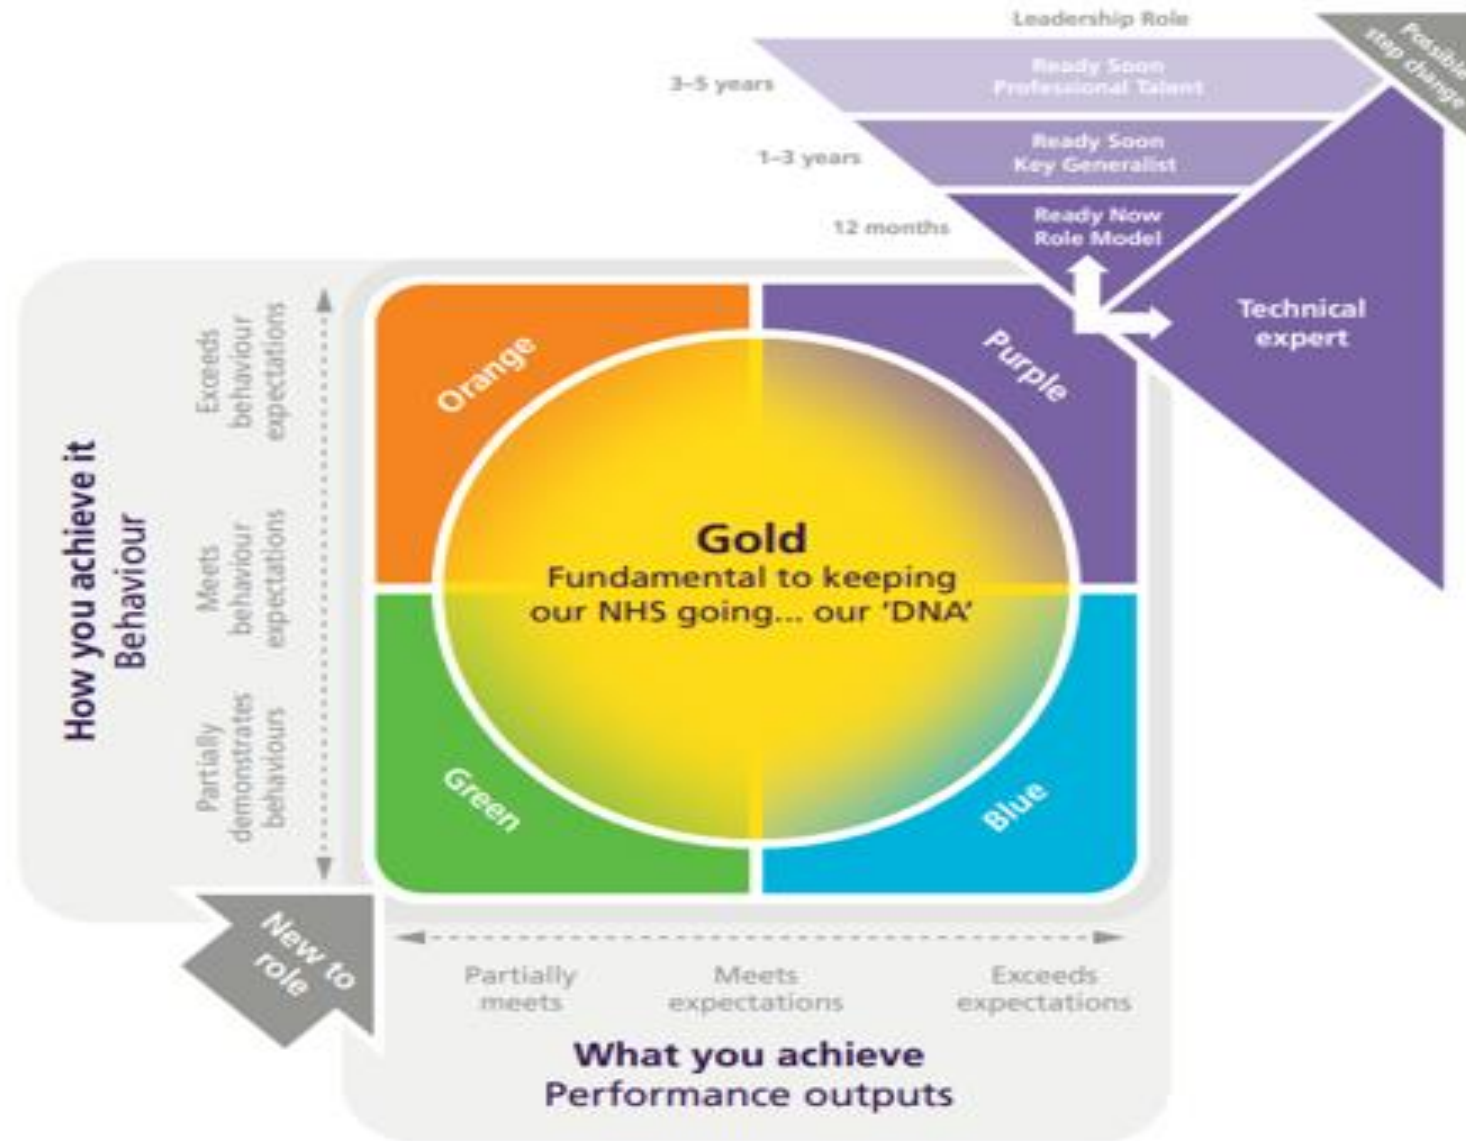 Leadership Role
Possible
step change
3–5 years
Ready Soon
Professional Talent
1–3 years
Ready Soon
Key Generalist
12 months
Ready Now
Role Model
Technical
expert
How you achieve it
Behaviour
Exceeds
behaviour
expectations
Meets
behaviour
expectations
Partially
demonstrates
behaviours
Orange
Purple
Gold
Fundamental to keeping
our NHS going... our ‘DNA’
Green
Blue
New to
role
Partially
meets
Meets
expectations
Exceeds
expectations
What you achieve
Performance outputs